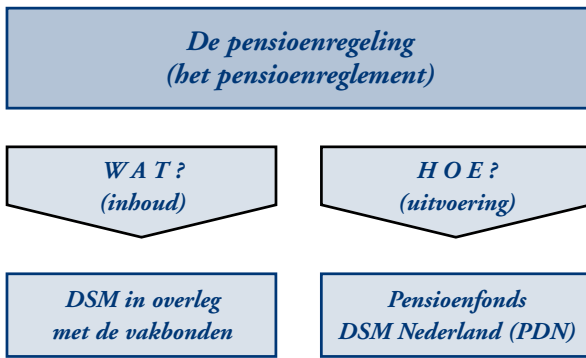 De pensioenregeling
(het pensioenreglement)
W A T ?
(inhoud)
H O E ?
(uitvoering)
DSM in overleg
met de vakbonden
Pensioenfonds
DSM Nederland (PDN)